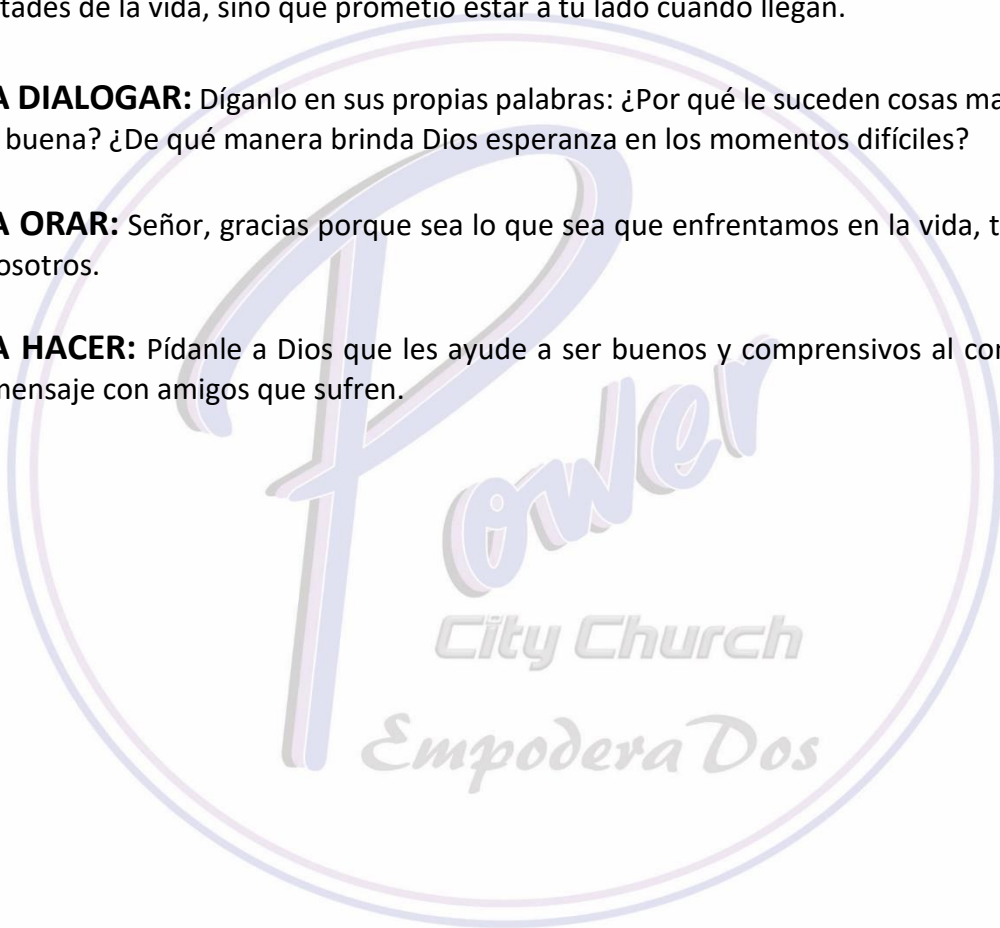 tades de la vida, sino que prometió estar a tu lado cuando llegan.
A DIALOGAR: Díganlo en sus propias palabras: ¿Por qué le suceden cosas ma
buena? ¿De qué manera brinda Dios esperanza en los momentos difíciles?
A ORAR: Señor, gracias porque sea lo que sea que enfrentamos en la vida, t
osotros.
A HACER: Pídanle a Dios que les ayude a ser buenos y comprensivos al con
mensaje con amigos que sufren.
Power
City Church
EmpoderaDos